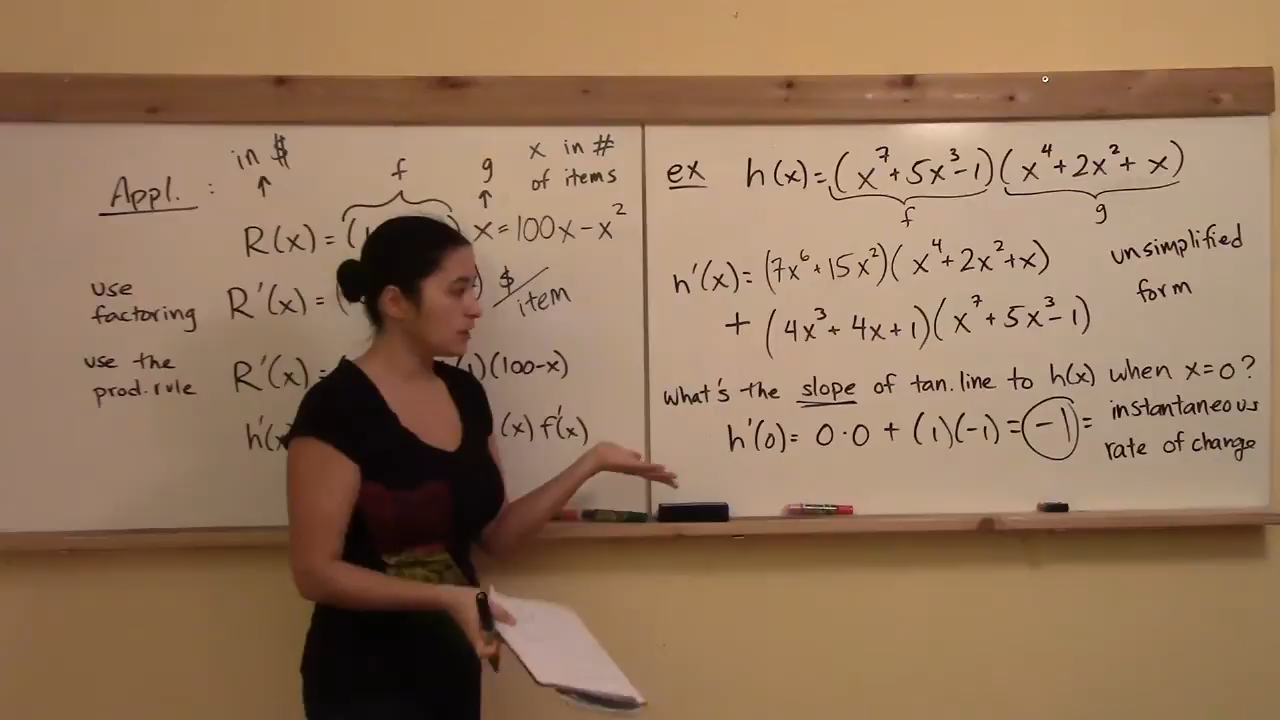 Appl. :
in $
f
g
x in #
of items
R(x) = ( x = 100x - x²
use
factoring
R'(x) = ( ) $/item
use the
prod. rule
R'(x) = )(100-x)
h'(x (x) f'(x)
ex h(x) = (x⁷ + 5x³ - 1)(x⁴ + 2x² + x)
f g
h'(x) = (7x⁶ + 15x²)(x⁴ + 2x² + x)
+ (4x³ + 4x + 1)(x⁷ + 5x³ - 1)
unsimplified
form
what's the slope of tan. line to h(x) when x=0?
h'(0) = 0·0 + (1)(-1) = -1 = instantaneous
rate of change